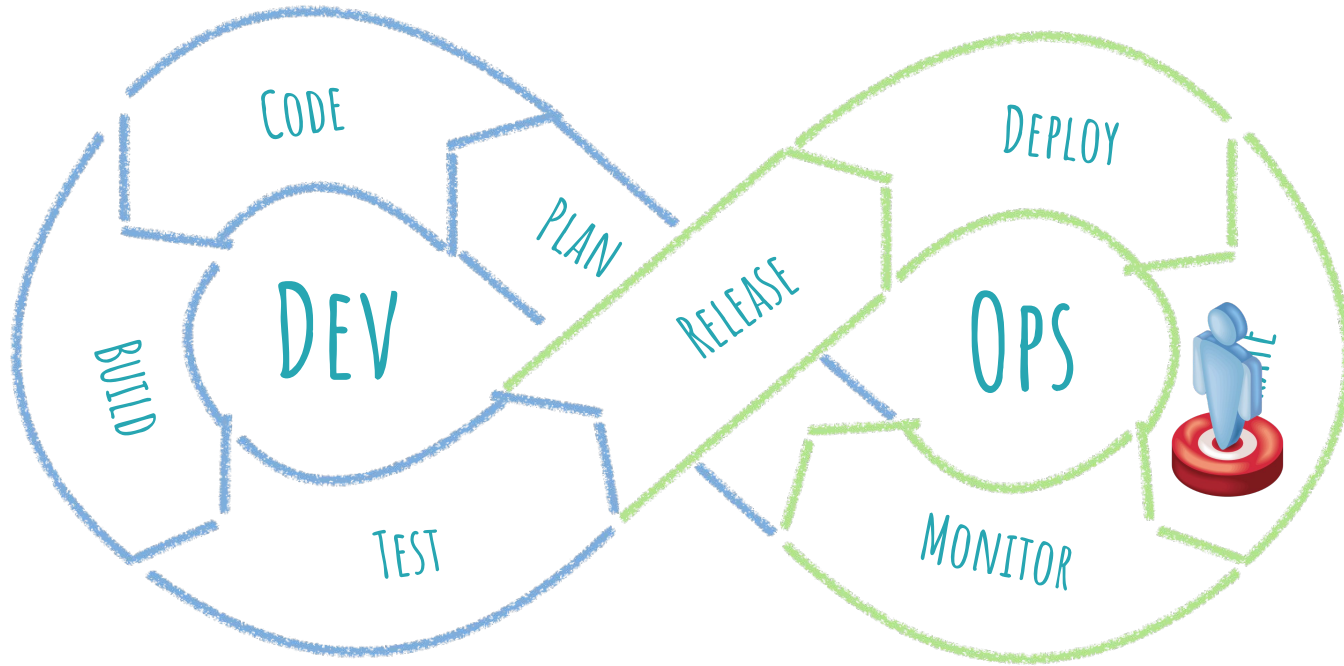 Code
Deploy
Plan
Release
Dev
Ops
Build
Test
Monitor